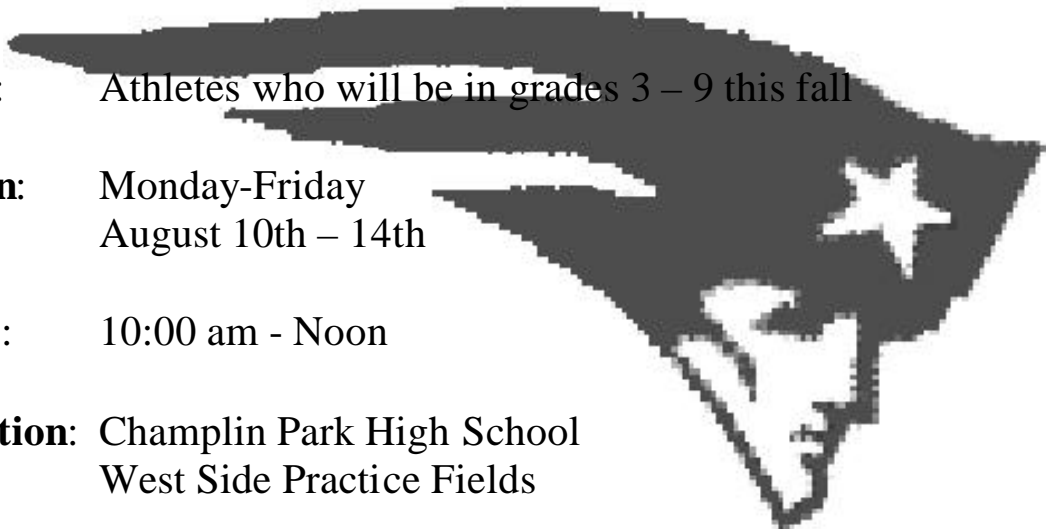 : Athletes who will be in grades 3 – 9 this fall
n: Monday-Friday
August 10th – 14th
: 10:00 am - Noon
tion: Champlin Park High School
West Side Practice Fields